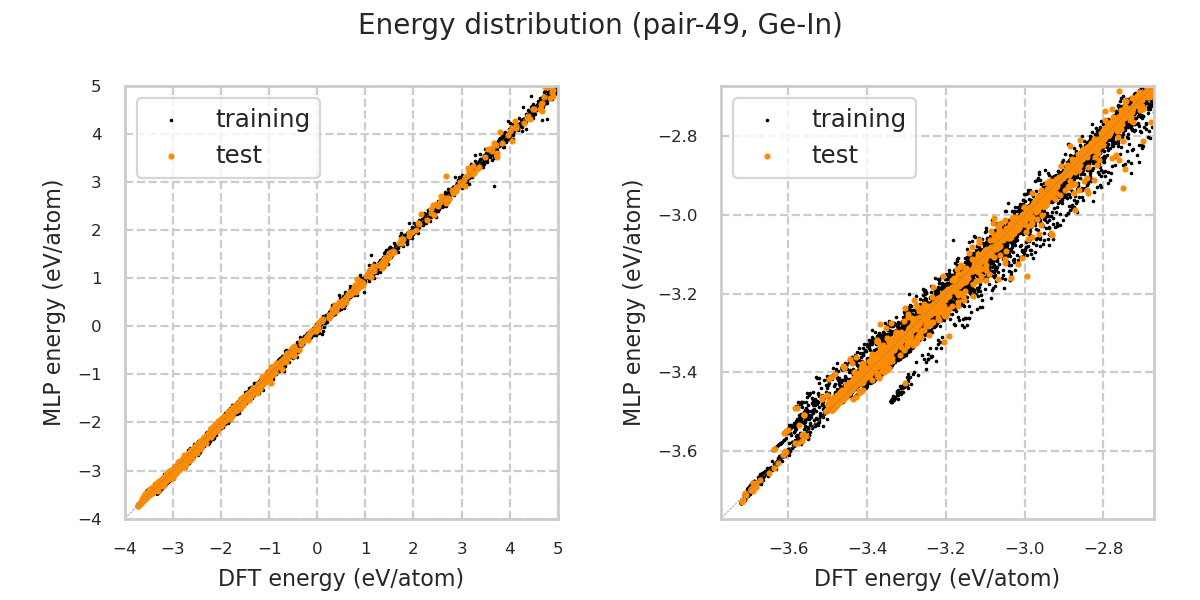 Energy distribution (pair-49, Ge-In)
MLP energy (eV/atom)
5
4
3
2
1
0
−1
−2
−3
−4
training
test
−4 −3 −2 −1 0 1 2 3 4 5
DFT energy (eV/atom)
MLP energy (eV/atom)
−2.8
−3.0
−3.2
−3.4
−3.6
training
test
−3.6 −3.4 −3.2 −3.0 −2.8
DFT energy (eV/atom)